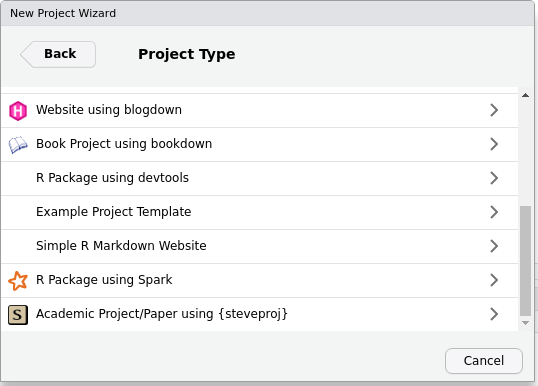 New Project Wizard
Back
Project Type
Website using blogdown
Book Project using bookdown
R Package using devtools
Example Project Template
Simple R Markdown Website
R Package using Spark
S
Academic Project/Paper using {steveproj}
Cancel